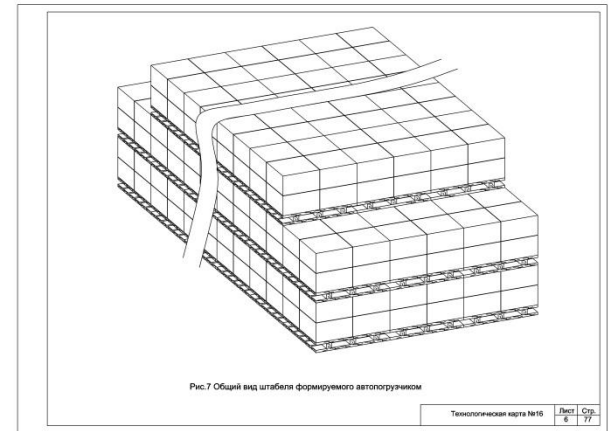 Рис.7 Общий вид штабеля формируемого автопогрузчиком
Технологическая карта №16
Лист Стр.
6 77